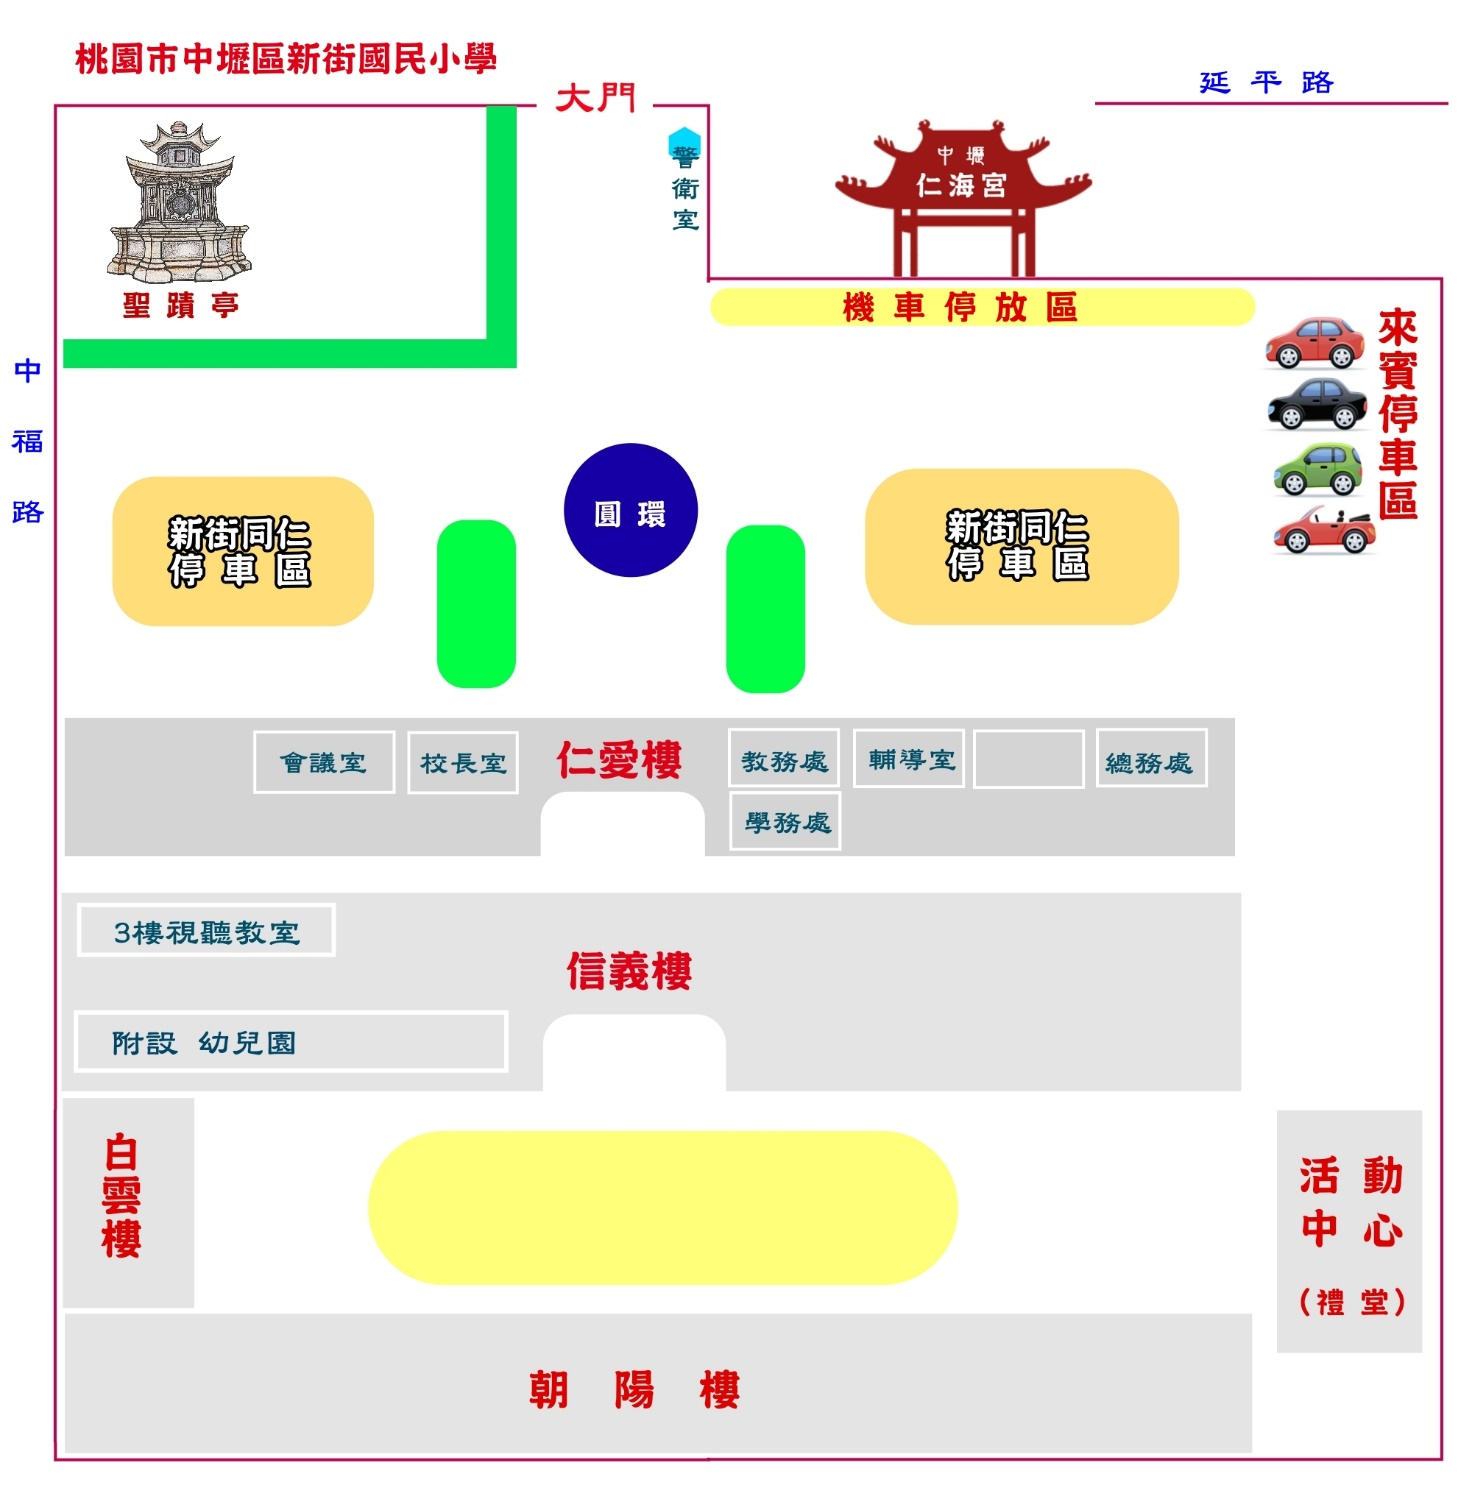 桃園市中壢區新街國民小學
大門
延 平 路
警衛室
中 壢
仁海宮
聖 蹟 亭
機 車 停 放 區
來賓停車區
中福路
圓 環
新街同仁
停 車 區
新街同仁
停 車 區
仁愛樓
會議室
校長室
教務處
輔導室
總務處
學務處
3樓視聽教室
信義樓
附設 幼兒園
白雲樓
活 動
中 心
(禮 堂)
朝 陽 樓